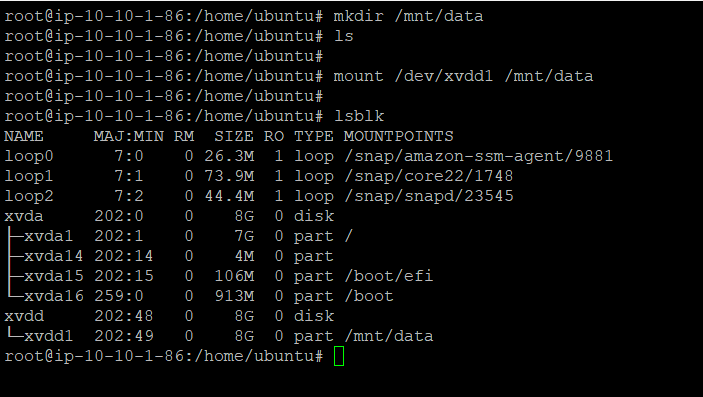 root@ip-10-10-1-86:/home/ubuntu# mkdir /mnt/data
root@ip-10-10-1-86:/home/ubuntu# ls
root@ip-10-10-1-86:/home/ubuntu#
root@ip-10-10-1-86:/home/ubuntu# mount /dev/xvdd1 /mnt/data
root@ip-10-10-1-86:/home/ubuntu#
root@ip-10-10-1-86:/home/ubuntu# lsblk
NAME     MAJ:MIN RM  SIZE RO TYPE MOUNTPOINTS
loop0      7:0    0 26.3M  1 loop /snap/amazon-ssm-agent/9881
loop1      7:1    0 73.9M  1 loop /snap/core22/1748
loop2      7:2    0 44.4M  1 loop /snap/snapd/23545
xvda     202:0    0    8G  0 disk
├─xvda1  202:1    0    7G  0 part /
├─xvda14 202:14   0    4M  0 part
├─xvda15 202:15   0  106M  0 part /boot/efi
└─xvda16 259:0    0  913M  0 part /boot
xvdd     202:48   0    8G  0 disk
└─xvdd1  202:49   0    8G  0 part /mnt/data
root@ip-10-10-1-86:/home/ubuntu#